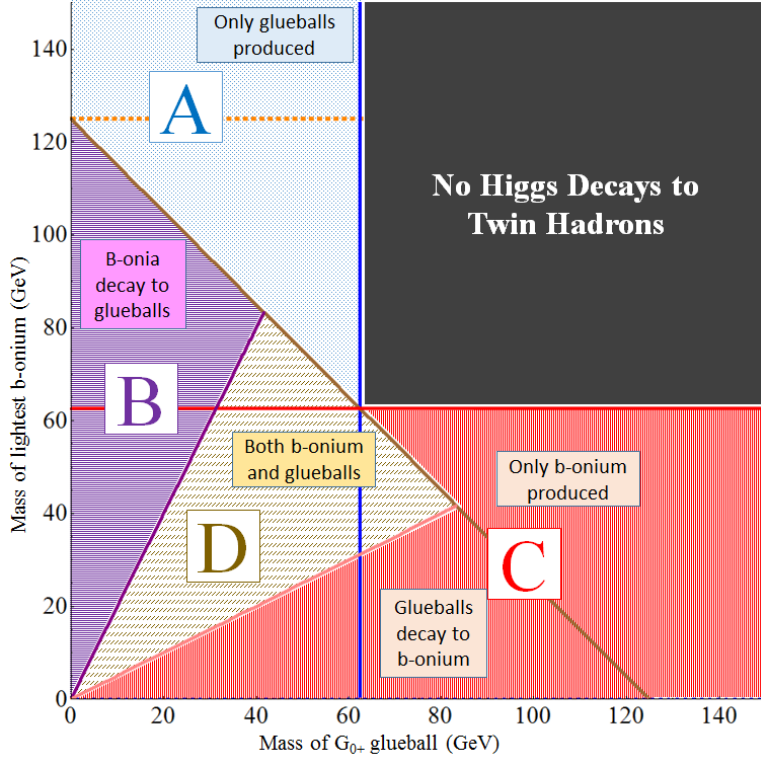 140
120
100
80
60
40
20
0
Mass of lightest b-onium (GeV)
Only glueballs
produced
A
No Higgs Decays to
Twin Hadrons
B-onia
decay to
glueballs
B
Both b-onium
and glueballs
Only b-onium
produced
D
C
Glueballs
decay to
b-onium
0 20 40 60 80 100 120 140
Mass of G0+ glueball (GeV)